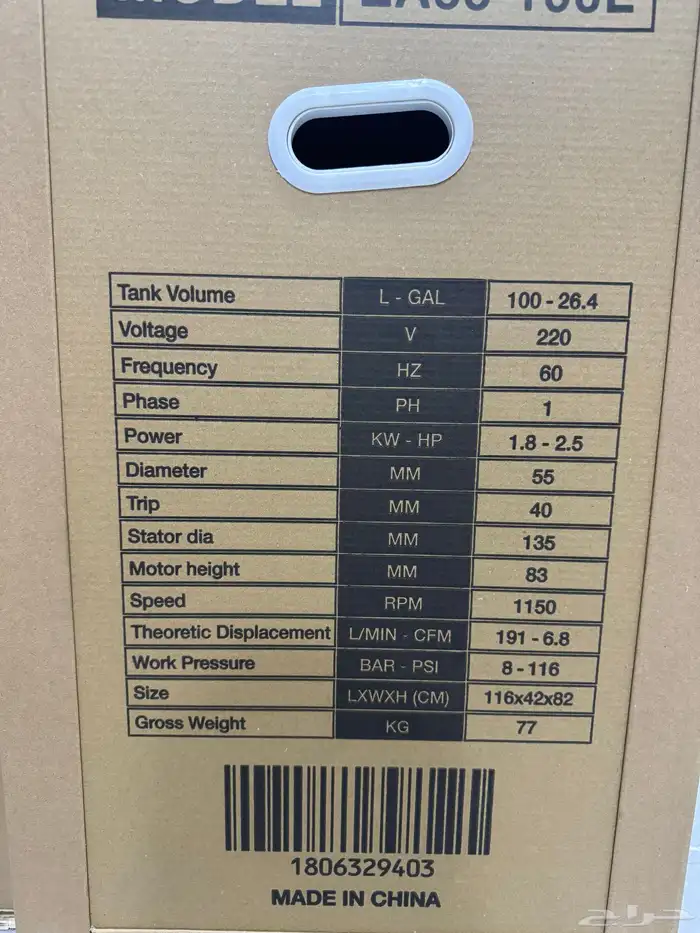 MODEL
Tank Volume L - GAL 100 - 26.4
Voltage V 220
Frequency HZ 60
Phase PH 1
Power KW - HP 1.8 - 2.5
Diameter MM 55
Trip MM 40
Stator dia MM 135
Motor height MM 83
Speed RPM 1150
Theoretic Displacement L/MIN - CFM 191 - 6.8
Work Pressure BAR - PSI 8 - 116
Size LXWXH (CM) 116x42x82
Gross Weight KG 77
1806329403
MADE IN CHINA
حراج